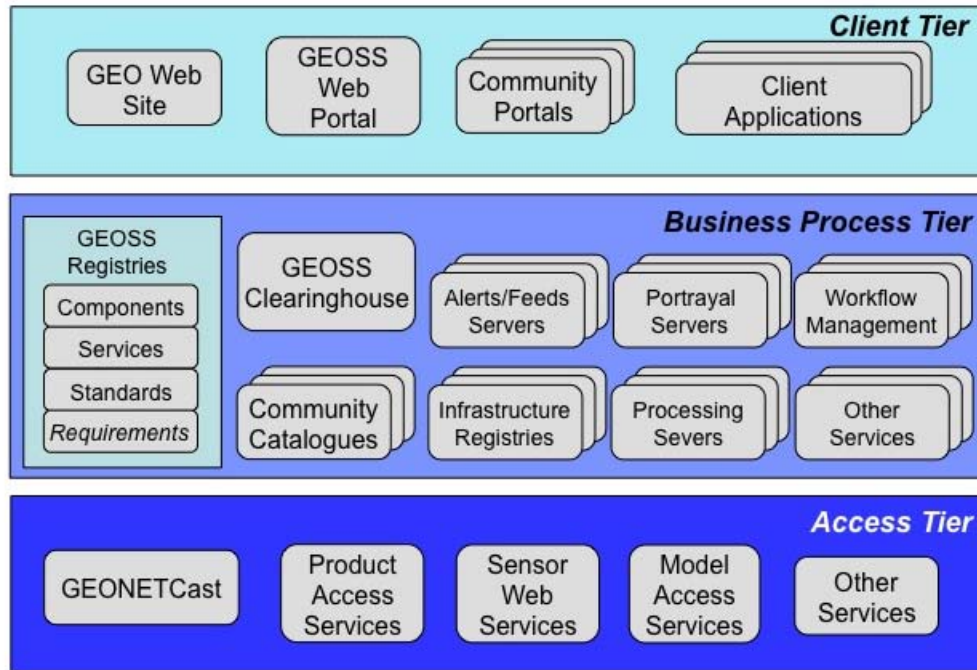 Client Tier
GEO Web
Site
GEOSS
Web
Portal
Community
Portals
Client
Applications
Business Process Tier
GEOSS
Registries
Components
Services
Standards
Requirements
GEOSS
Clearinghouse
Alerts/Feeds
Servers
Portrayal
Servers
Workflow
Management
Community
Catalogues
Infrastructure
Registries
Processing
Severs
Other
Services
Access Tier
GEONETCast
Product
Access
Services
Sensor
Web
Services
Model
Access
Services
Other
Services